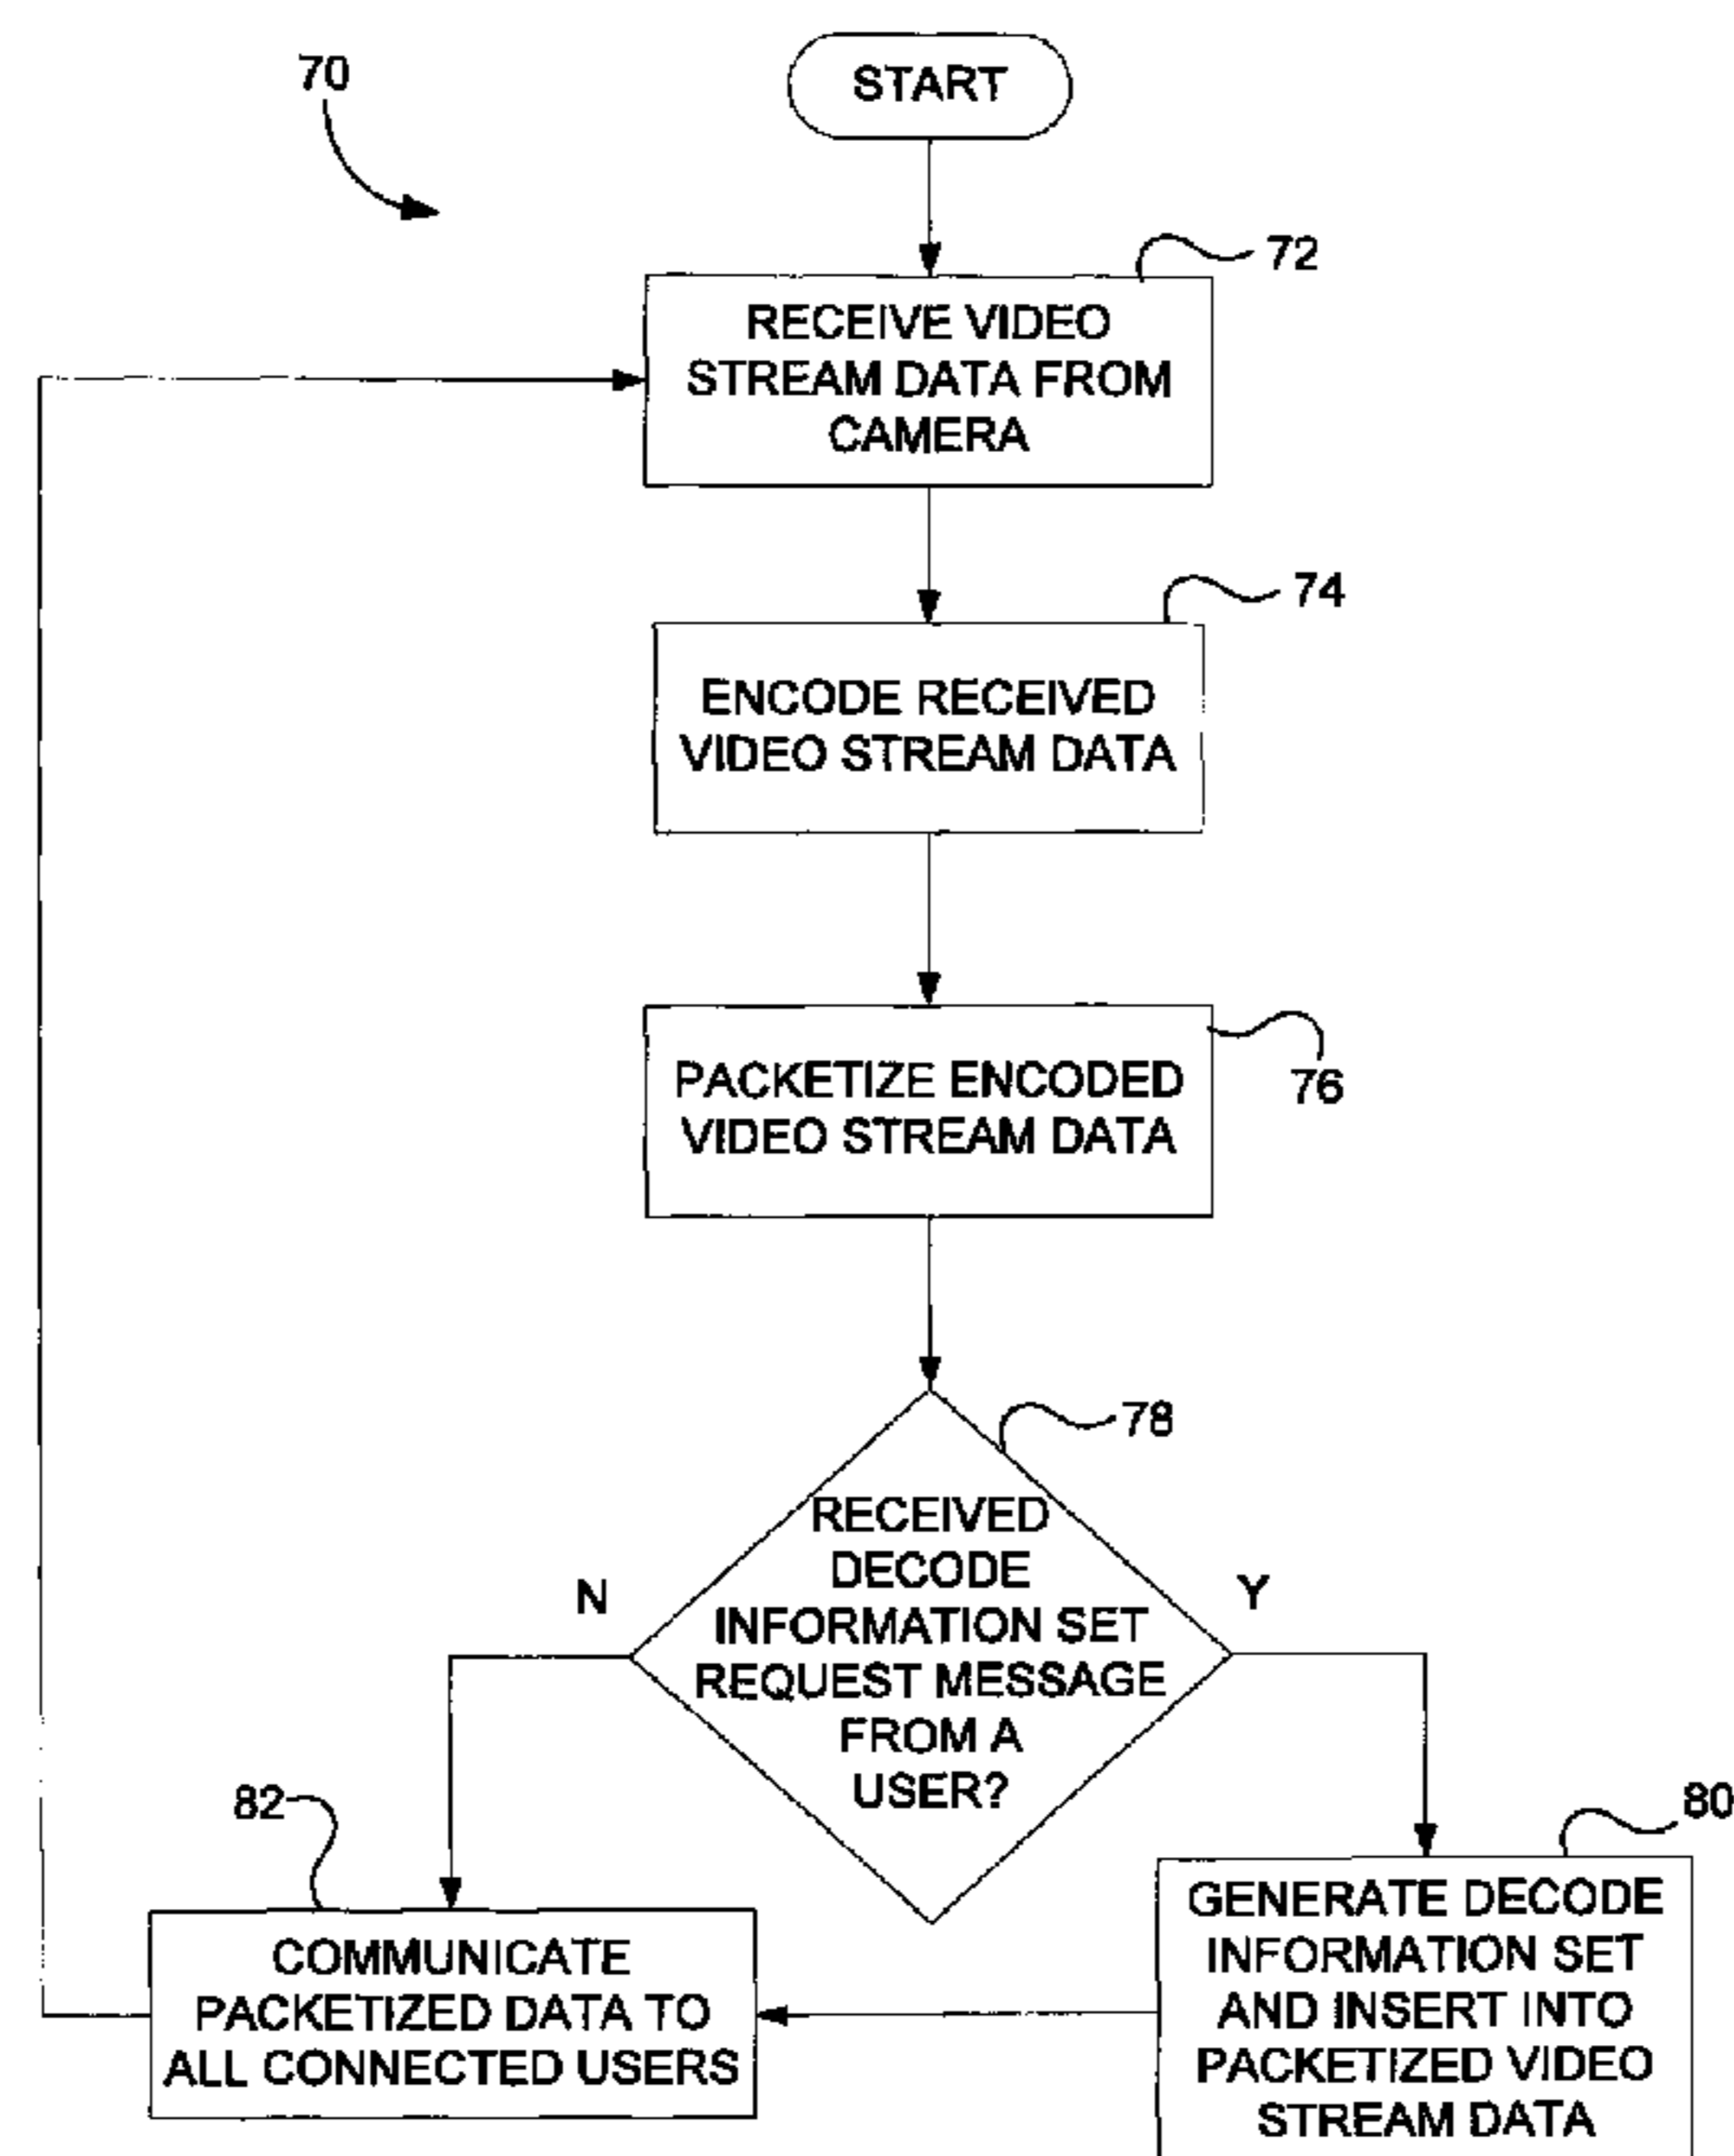 70
START
72
RECEIVE VIDEO
STREAM DATA FROM
CAMERA
74
ENCODE RECEIVED
VIDEO STREAM DATA
76
PACKETIZE ENCODED
VIDEO STREAM DATA
78
RECEIVED
DECODE
INFORMATION SET
REQUEST MESSAGE
FROM A
USER?
N
Y
82
COMMUNICATE
PACKETIZED DATA TO
ALL CONNECTED USERS
80
GENERATE DECODE
INFORMATION SET
AND INSERT INTO
PACKETIZED VIDEO
STREAM DATA